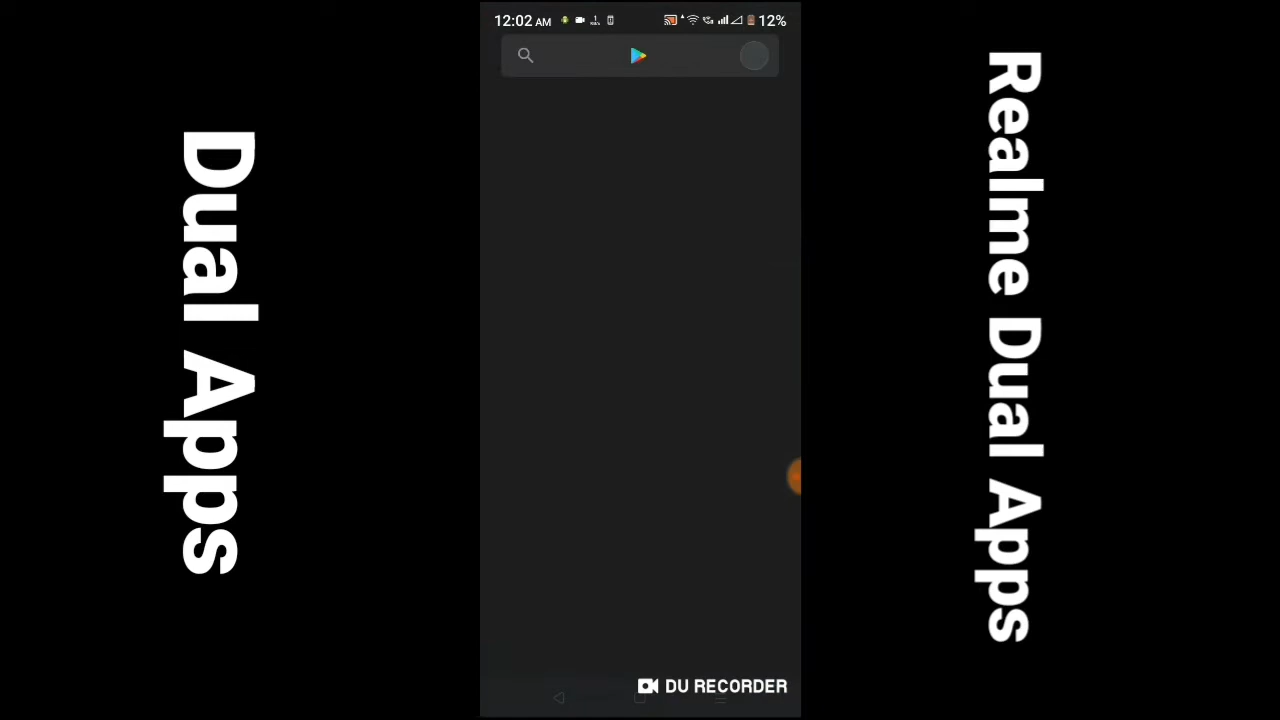 Dual Apps
12:02 AM
12%
DU RECORDER
Realme Dual Apps